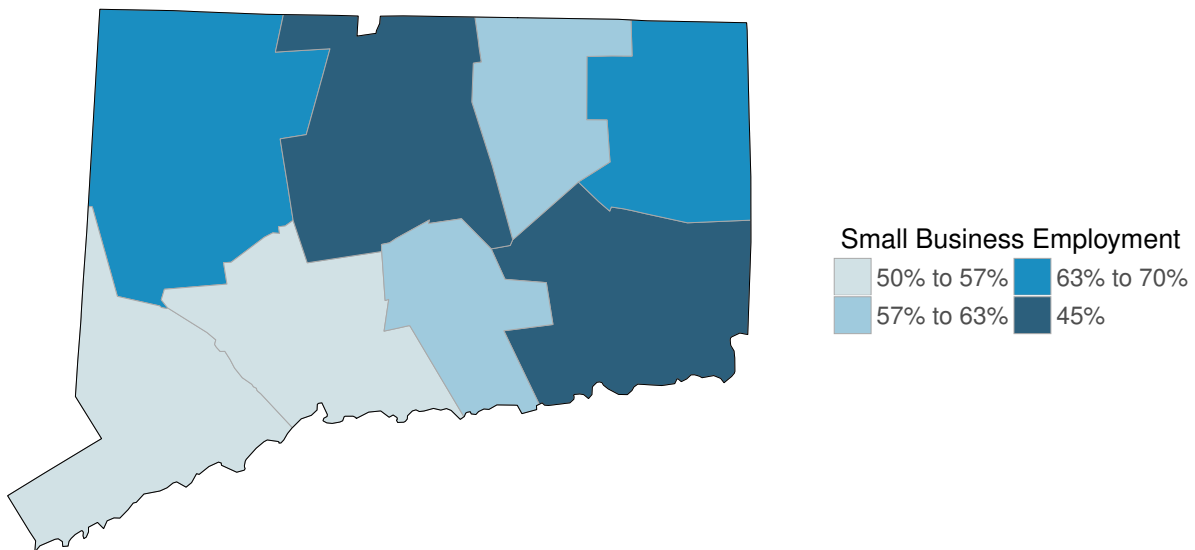 Small Business Employment
50% to 57% 63% to 70%
57% to 63% 45%